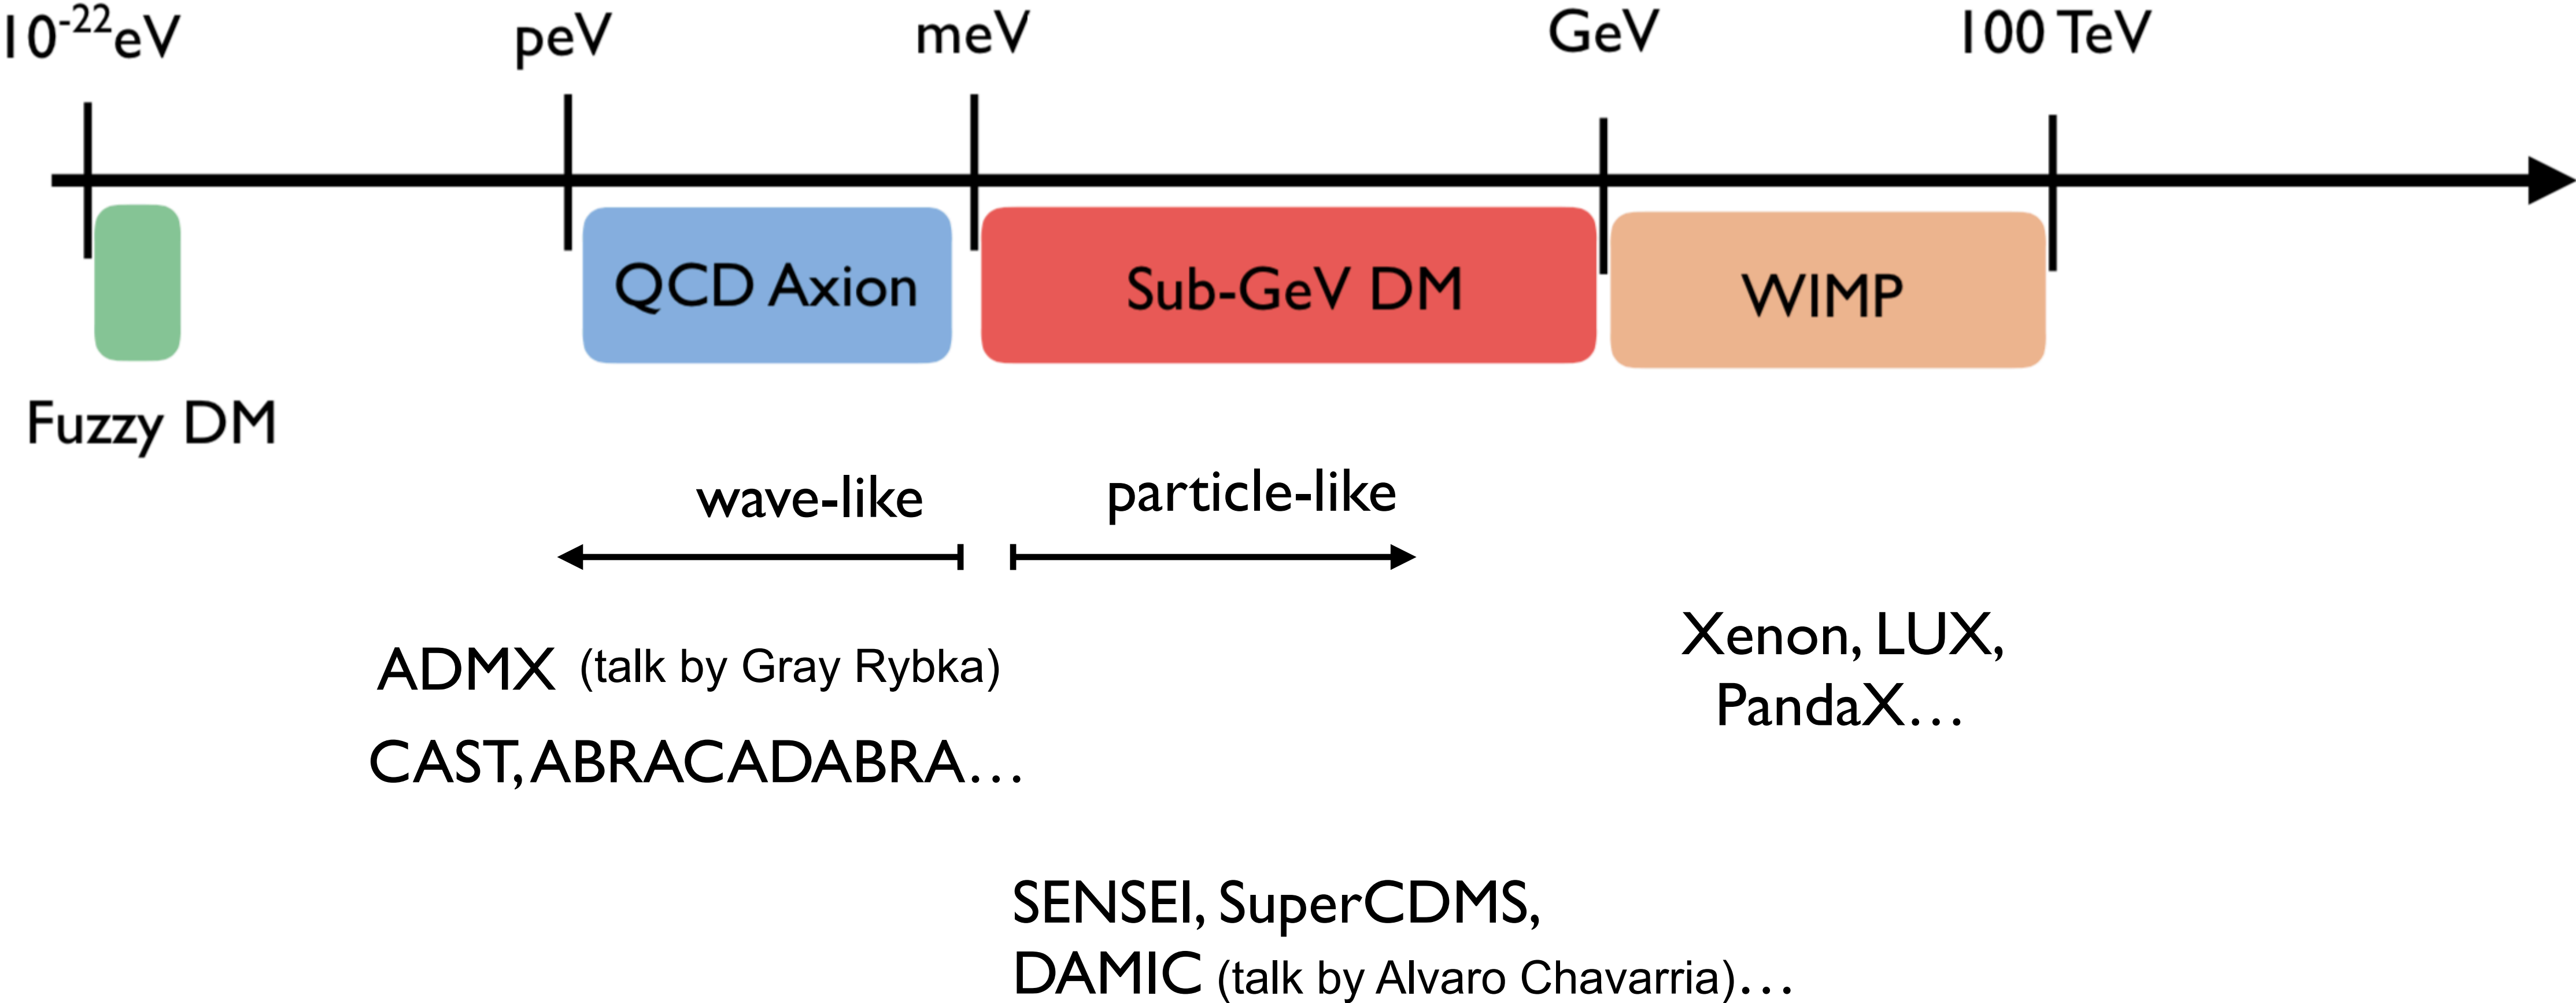 10⁻²²eV
peV
meV
GeV
100 TeV
QCD Axion
Sub-GeV DM
WIMP
Fuzzy DM
wave-like
particle-like
ADMX (talk by Gray Rybka)
CAST, ABRACADABRA…
Xenon, LUX,
PandaX…
SENSEI, SuperCDMS,
DAMIC (talk by Alvaro Chavarria)…